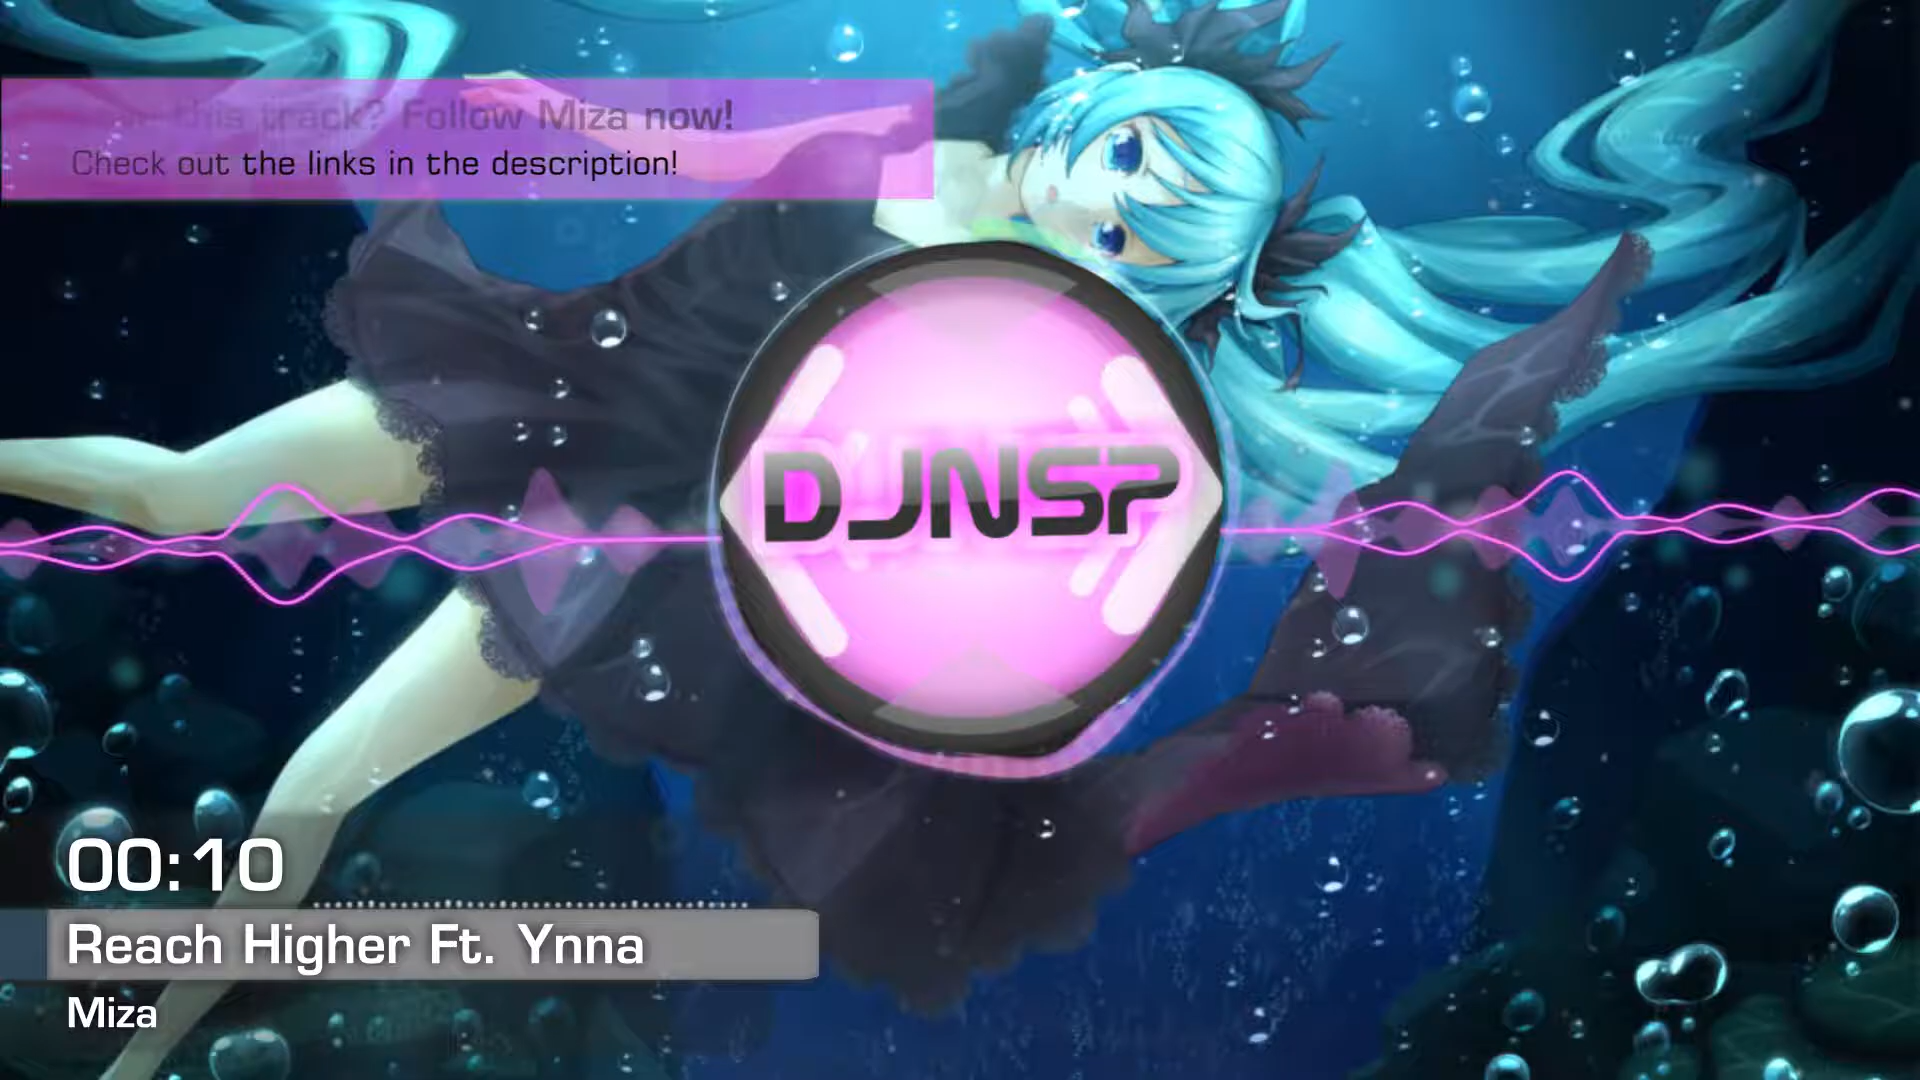 this track? Follow Miza now!
Check out the links in the description!
DJNSP
00:10
Reach Higher Ft. Ynna
Miza